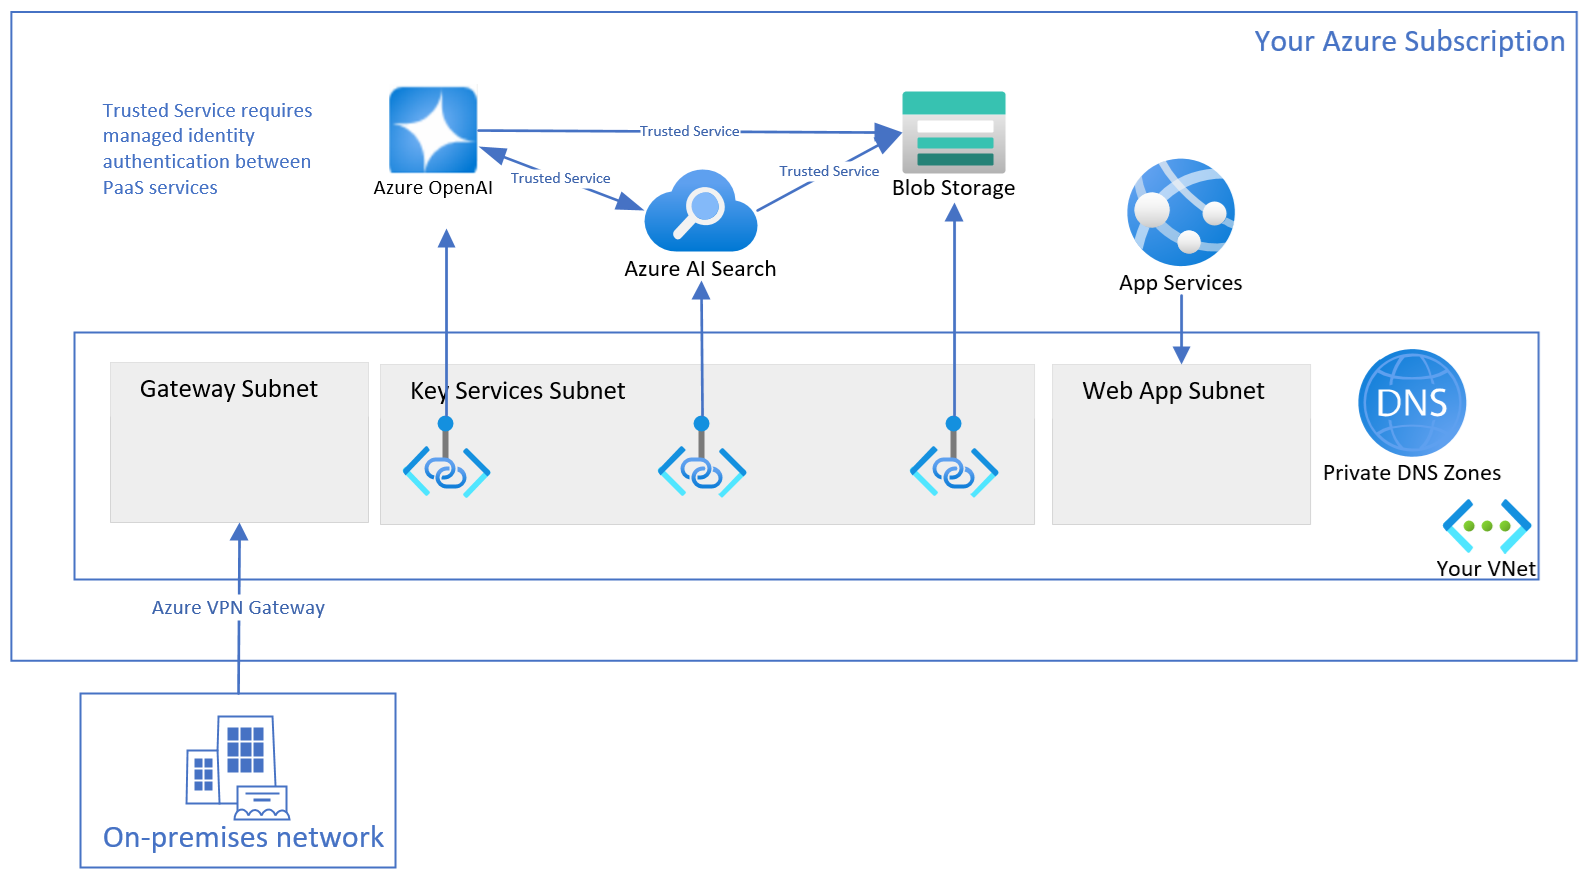 Your Azure Subscription
Trusted Service requires
managed identity
authentication between
PaaS services
Trusted Service
Azure OpenAI
Trusted Service
Trusted Service
Blob Storage
Azure AI Search
App Services
Gateway Subnet
Key Services Subnet
Web App Subnet
DNS
Private DNS Zones
Your VNet
Azure VPN Gateway
On-premises network